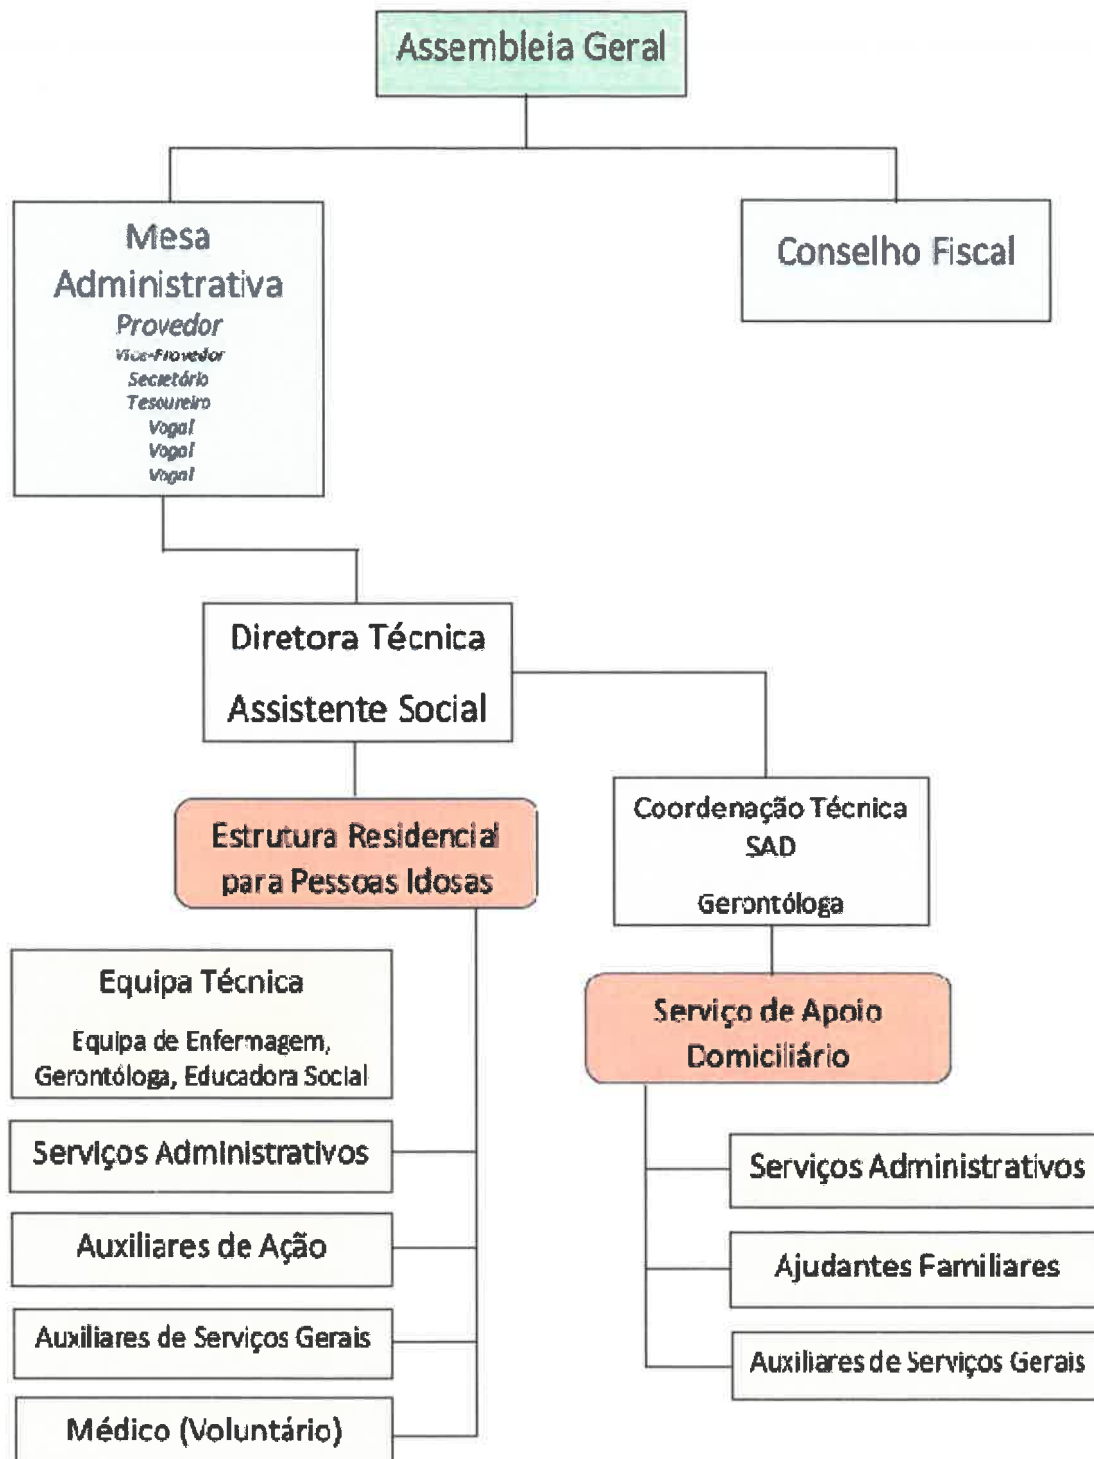 Assembleia Geral
Mesa
Administrativa
Provedor
Vice-Provedor
Secretário
Tesoureiro
Vogal
Vogal
Vogal
Conselho Fiscal
Diretora Técnica
Assistente Social
Estrutura Residencial
para Pessoas Idosas
Coordenação Técnica
SAD
Gerontóloga
Equipa Técnica
Equipa de Enfermagem,
Gerontóloga, Educadora Social
Serviços Administrativos
Auxiliares de Ação
Auxiliares de Serviços Gerais
Médico (Voluntário)
Serviço de Apoio
Domiciliário
Serviços Administrativos
Ajudantes Familiares
Auxiliares de Serviços Gerais